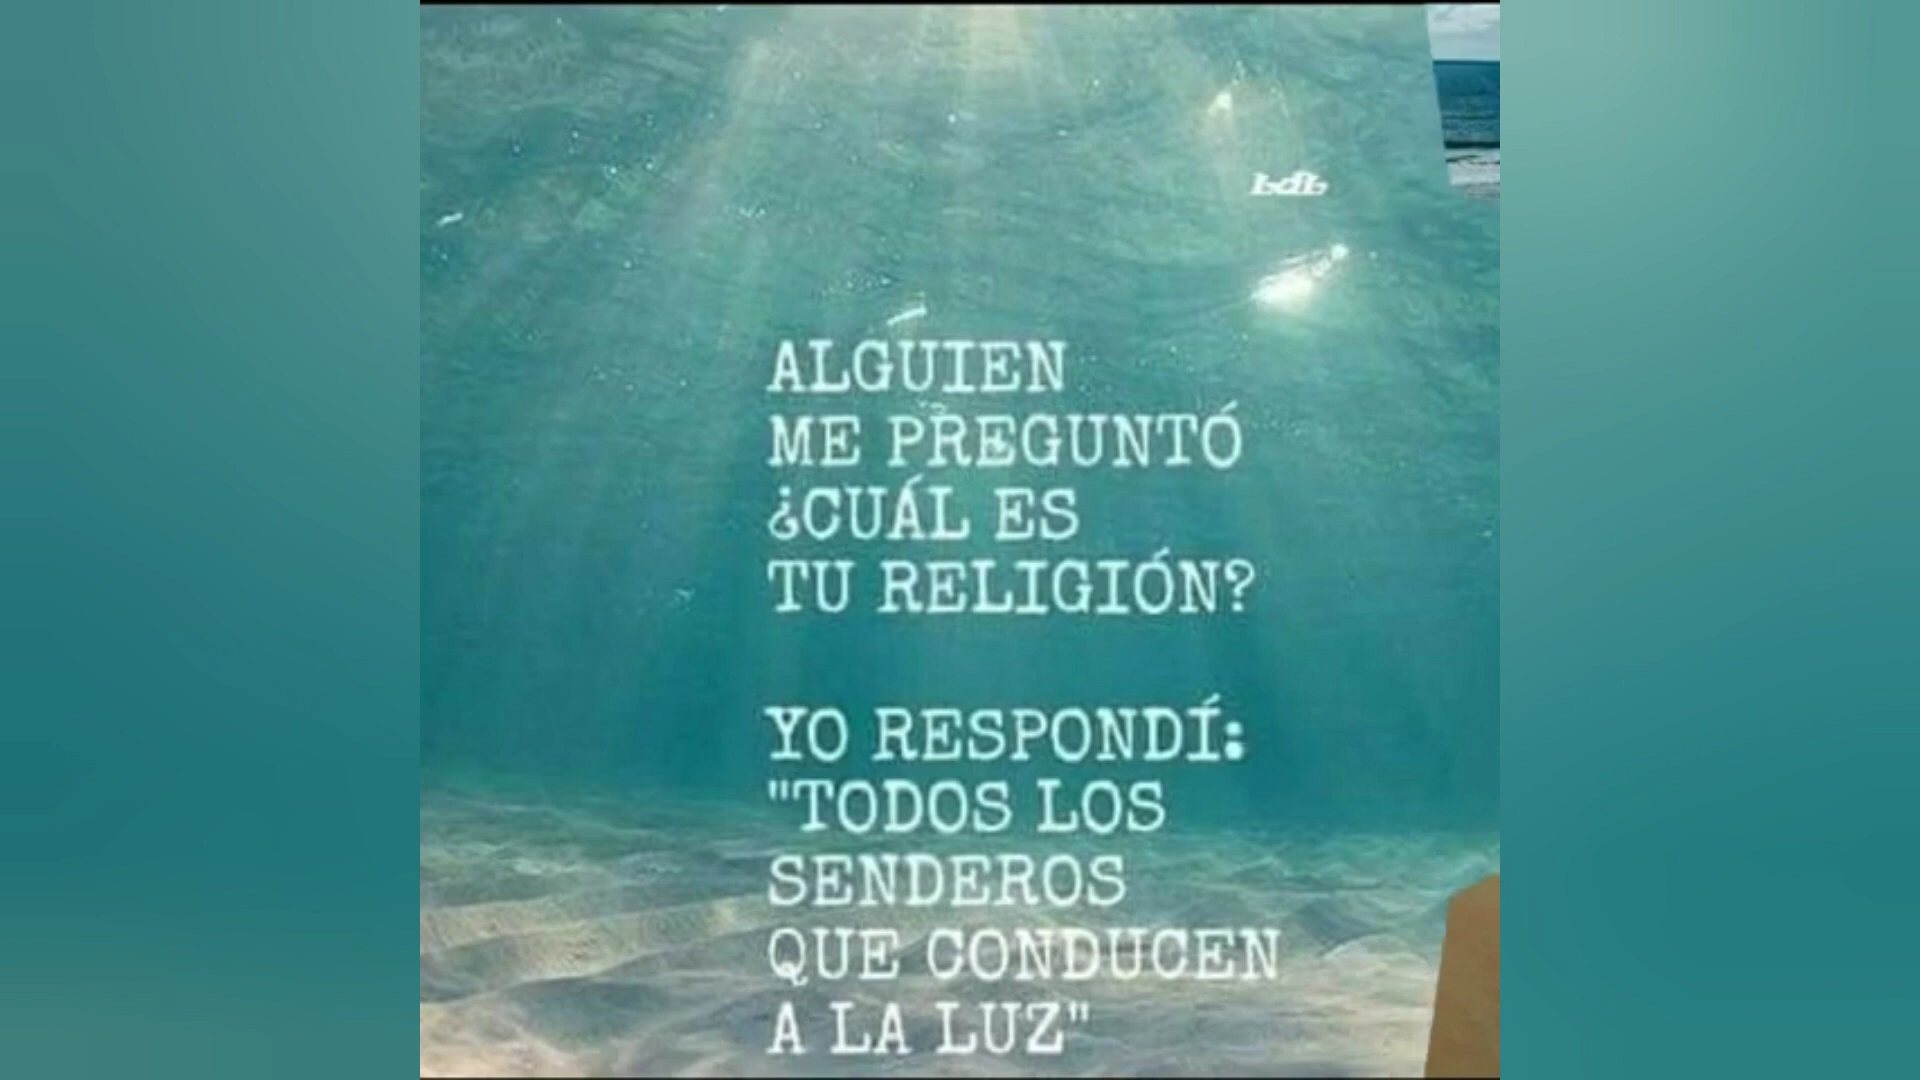 ALGUIEN
ME PREGUNTÓ
¿CUÁL ES
TU RELIGIÓN?
YO RESPONDÍ:
"TODOS LOS
SENDEROS
QUE CONDUCEN
A LA LUZ"